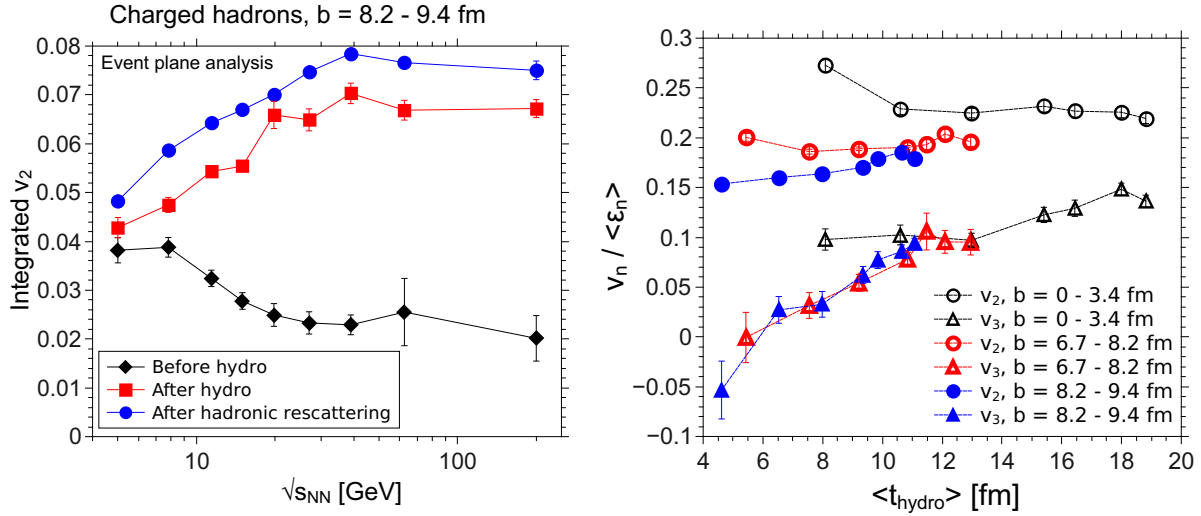 Charged hadrons, b = 8.2 - 9.4 fm
Event plane analysis
Integrated v₂
0.08
0.07
0.06
0.05
0.04
0.03
0.02
0.01
0
Before hydro
After hydro
After hadronic rescattering
10
100
√sNN [GeV]
vₙ / <εₙ>
0.3
0.25
0.2
0.15
0.1
0.05
0
−0.05
−0.1
v₂, b = 0 - 3.4 fm
v₃, b = 0 - 3.4 fm
v₂, b = 6.7 - 8.2 fm
v₃, b = 6.7 - 8.2 fm
v₂, b = 8.2 - 9.4 fm
v₃, b = 8.2 - 9.4 fm
4 6 8 10 12 14 16 18 20
<thydro> [fm]